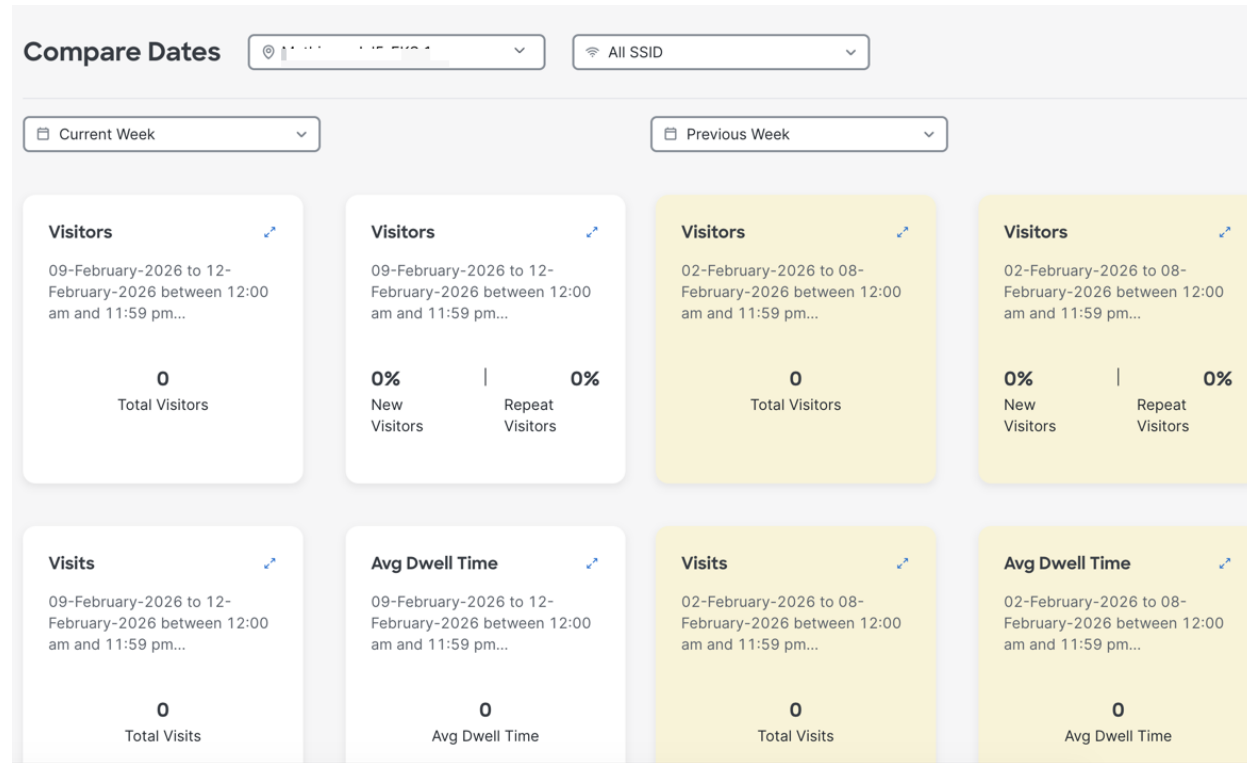 Compare Dates
All SSID
Current Week
Previous Week
Visitors
09-February-2026 to 12-
February-2026 between 12:00
am and 11:59 pm...
0
Total Visitors
Visitors
09-February-2026 to 12-
February-2026 between 12:00
am and 11:59 pm...
0% | 0%
New Repeat
Visitors Visitors
Visitors
02-February-2026 to 08-
February-2026 between 12:00
am and 11:59 pm...
0
Total Visitors
Visitors
02-February-2026 to 08-
February-2026 between 12:00
am and 11:59 pm...
0% | 0%
New Repeat
Visitors Visitors
Visits
09-February-2026 to 12-
February-2026 between 12:00
am and 11:59 pm...
0
Total Visits
Avg Dwell Time
09-February-2026 to 12-
February-2026 between 12:00
am and 11:59 pm...
0
Avg Dwell Time
Visits
02-February-2026 to 08-
February-2026 between 12:00
am and 11:59 pm...
0
Total Visits
Avg Dwell Time
02-February-2026 to 08-
February-2026 between 12:00
am and 11:59 pm...
0
Avg Dwell Time